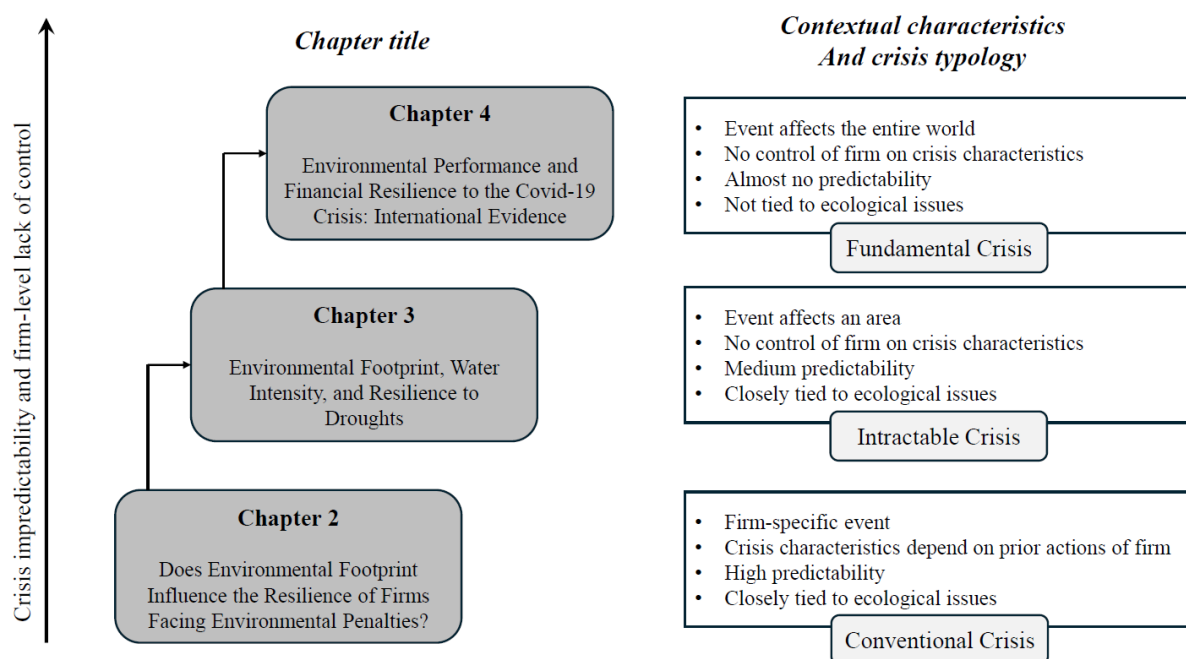 Crisis impredictability and firm-level lack of control
Chapter title
Contextual characteristics
And crisis typology
Chapter 4
Environmental Performance and
Financial Resilience to the Covid-19
Crisis: International Evidence
• Event affects the entire world
• No control of firm on crisis characteristics
• Almost no predictability
• Not tied to ecological issues
Fundamental Crisis
Chapter 3
Environmental Footprint, Water
Intensity, and Resilience to
Droughts
• Event affects an area
• No control of firm on crisis characteristics
• Medium predictability
• Closely tied to ecological issues
Intractable Crisis
Chapter 2
Does Environmental Footprint
Influence the Resilience of Firms
Facing Environmental Penalties?
• Firm-specific event
• Crisis characteristics depend on prior actions of firm
• High predictability
• Closely tied to ecological issues
Conventional Crisis